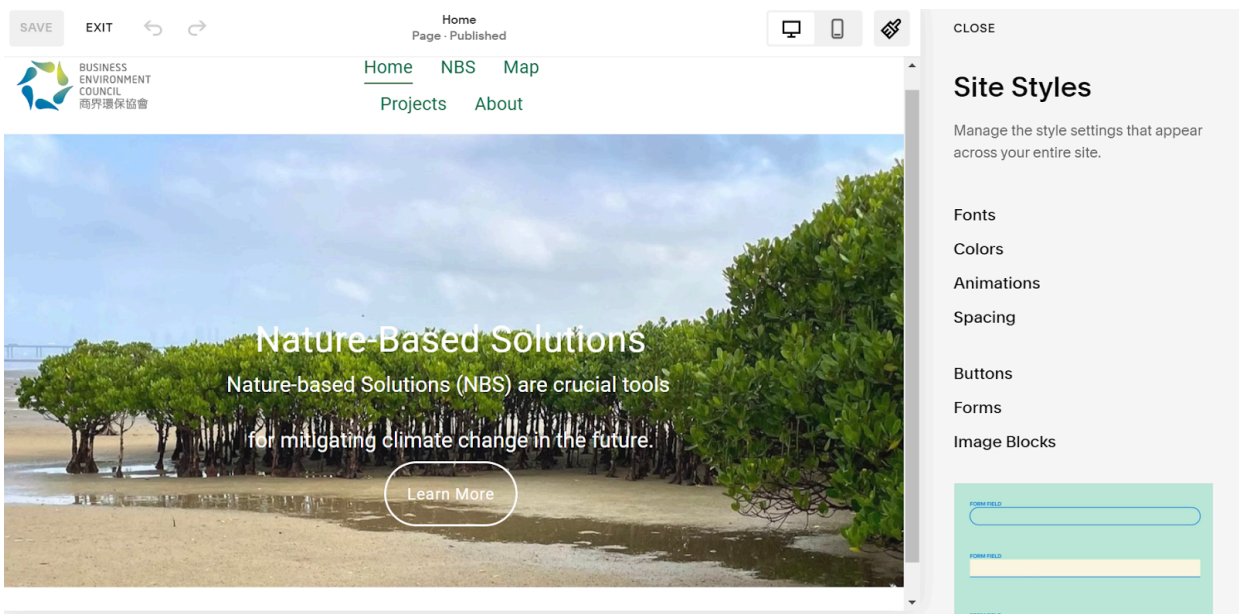 SAVE
EXIT
Home
Page · Published
BUSINESS
ENVIRONMENT
COUNCIL
商界環保協會
Home NBS Map
Projects About
Nature-Based Solutions
Nature-based Solutions (NBS) are crucial tools
for mitigating climate change in the future.
Learn More
CLOSE
Site Styles
Manage the style settings that appear
across your entire site.
Fonts
Colors
Animations
Spacing
Buttons
Forms
Image Blocks
FORM FIELD
FORM FIELD